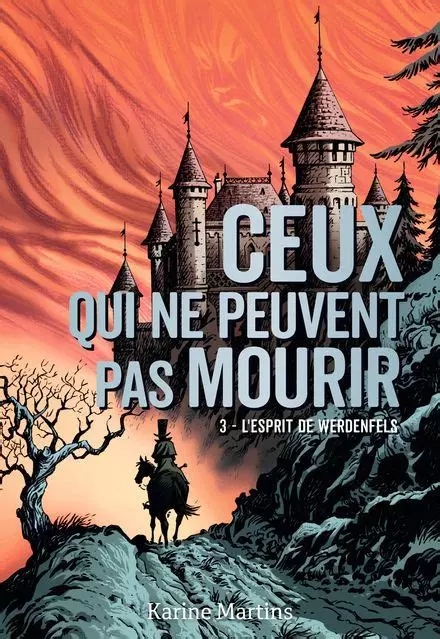 CEUX
QUI NE PEUVENT
PAS MOURIR
3 - L'ESPRIT DE WERDENFELS
Karine Martins